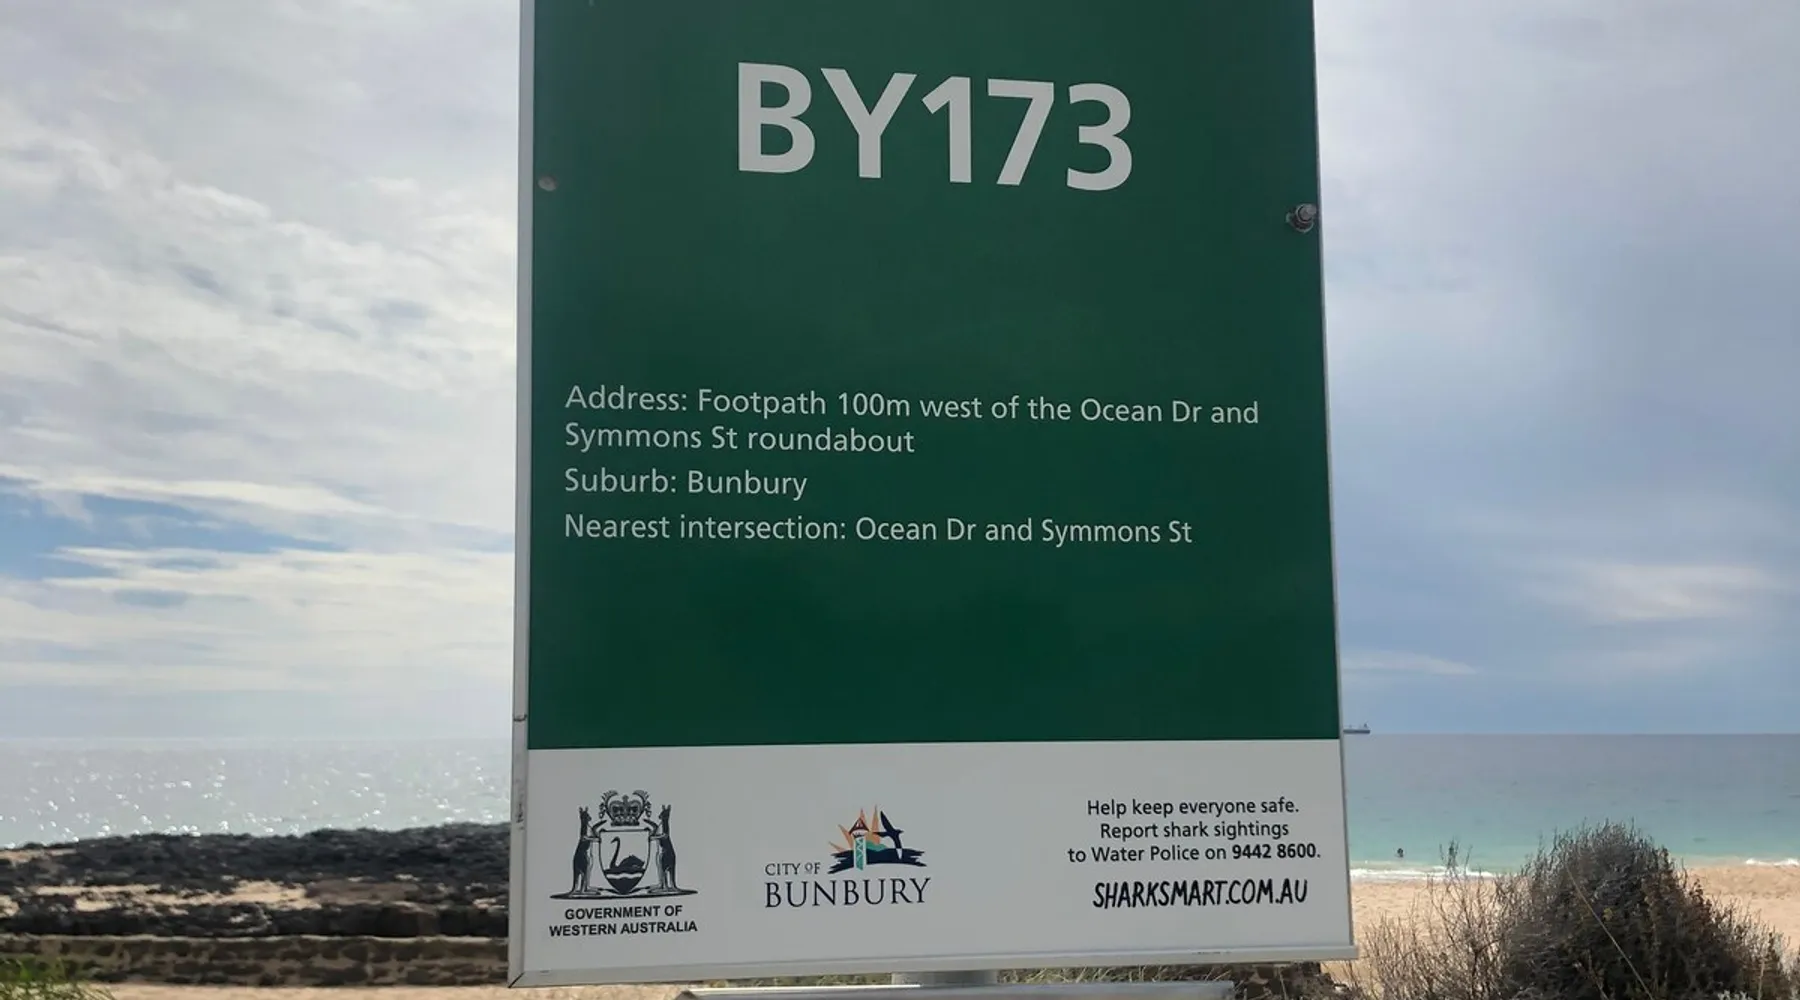 BY173
Address: Footpath 100m west of the Ocean Dr and
Symmons St roundabout
Suburb: Bunbury
Nearest intersection: Ocean Dr and Symmons St
GOVERNMENT OF
WESTERN AUSTRALIA
CITY OF
BUNBURY
Help keep everyone safe.
Report shark sightings
to Water Police on 9442 8600.
SHARKSMART.COM.AU